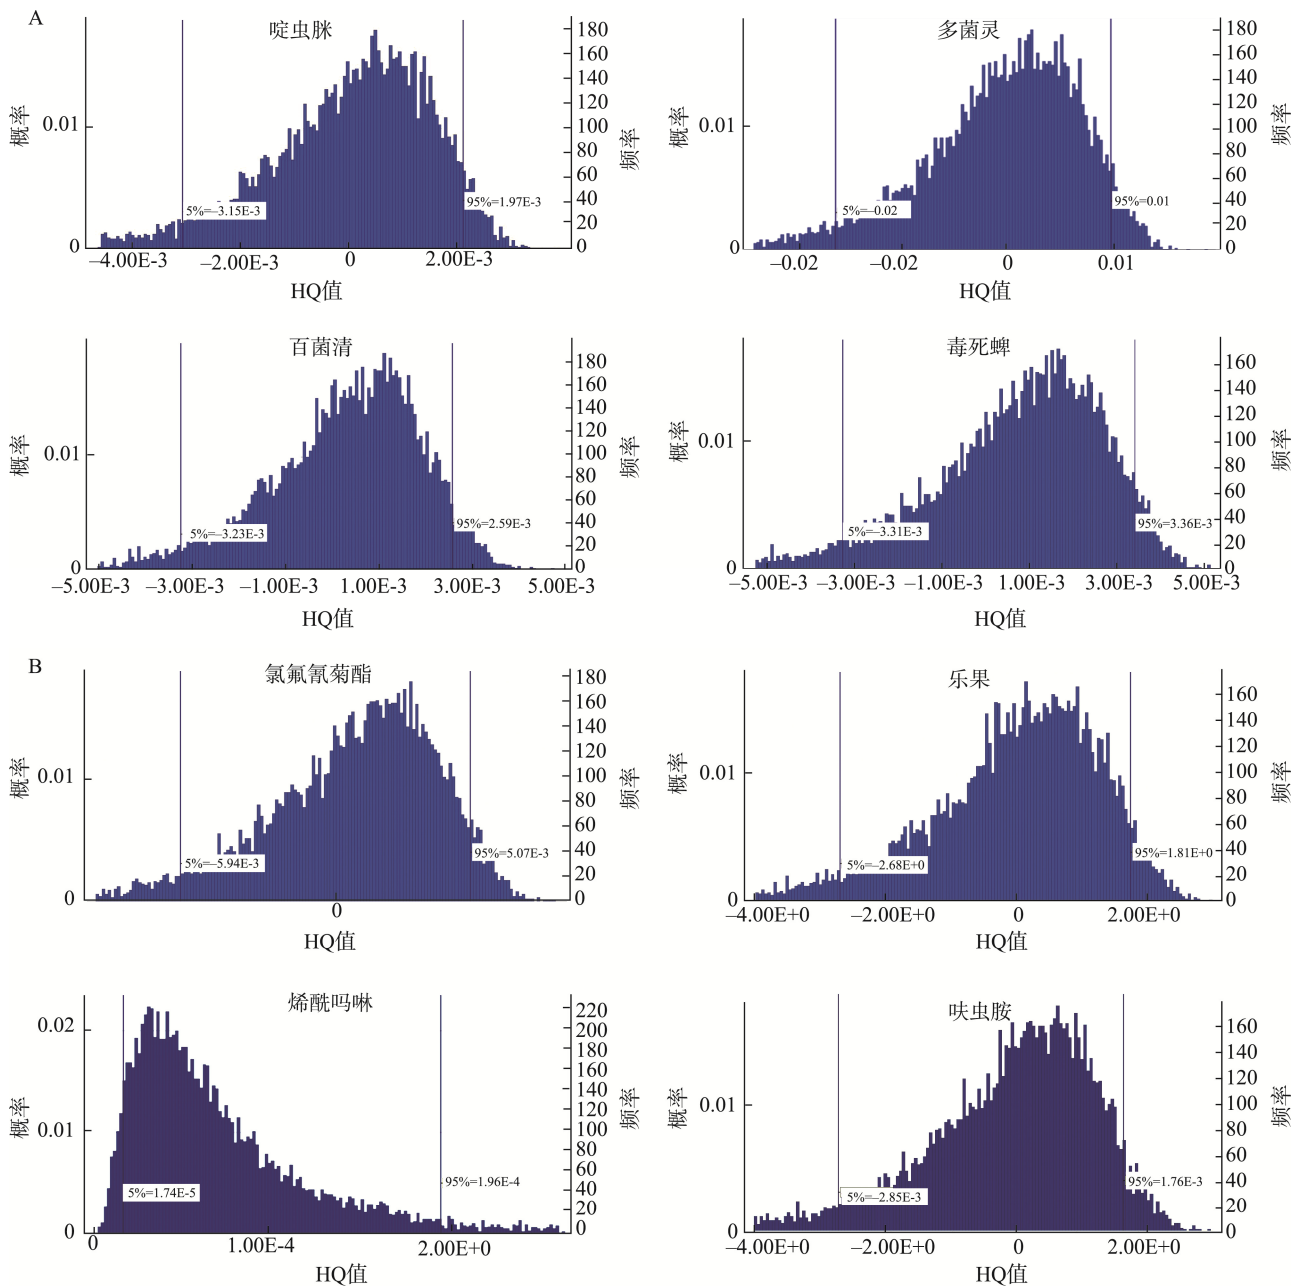 A
啶虫脒
概率
0.01
0
5%=–3.15E-3
95%=1.97E-3
180
160
140
120
100
80
60
40
20
0
频率
–4.00E-3 –2.00E-3 0 2.00E-3
HQ值
多菌灵
概率
0.01
0
5%=–0.02
95%=0.01
180
160
140
120
100
80
60
40
20
0
频率
–0.02 –0.02 0 0.01
HQ值
百菌清
概率
0.01
0
5%=–3.23E-3
95%=2.59E-3
180
160
140
120
100
80
60
40
20
0
频率
–5.00E-3 –3.00E-3 –1.00E-3 1.00E-3 3.00E-3 5.00E-3
HQ值
毒死蜱
概率
0.01
0
5%=–3.31E-3
95%=3.36E-3
160
140
120
100
80
60
40
20
0
频率
–5.00E-3 –3.00E-3 –1.00E-3 1.00E-3 3.00E-3 5.00E-3
HQ值
B
氯氟氰菊酯
概率
0.01
0
5%=–5.94E-3
95%=5.07E-3
180
160
140
120
100
80
60
40
20
0
频率
0
HQ值
乐果
概率
0.01
0
5%=–2.68E+0
95%=1.81E+0
160
140
120
100
80
60
40
20
0
频率
–4.00E+0 –2.00E+0 0 2.00E+0
HQ值
烯酰吗啉
概率
0.02
0.01
0
5%=1.74E-5
95%=1.96E-4
220
200
180
160
140
120
100
80
60
40
20
0
频率
0 1.00E-4 2.00E+0
HQ值
呋虫胺
概率
0.01
0
5%=–2.85E-3
95%=1.76E-3
160
140
120
100
80
60
40
20
0
频率
–4.00E+0 –2.00E+0 0 2.00E+0
HQ值